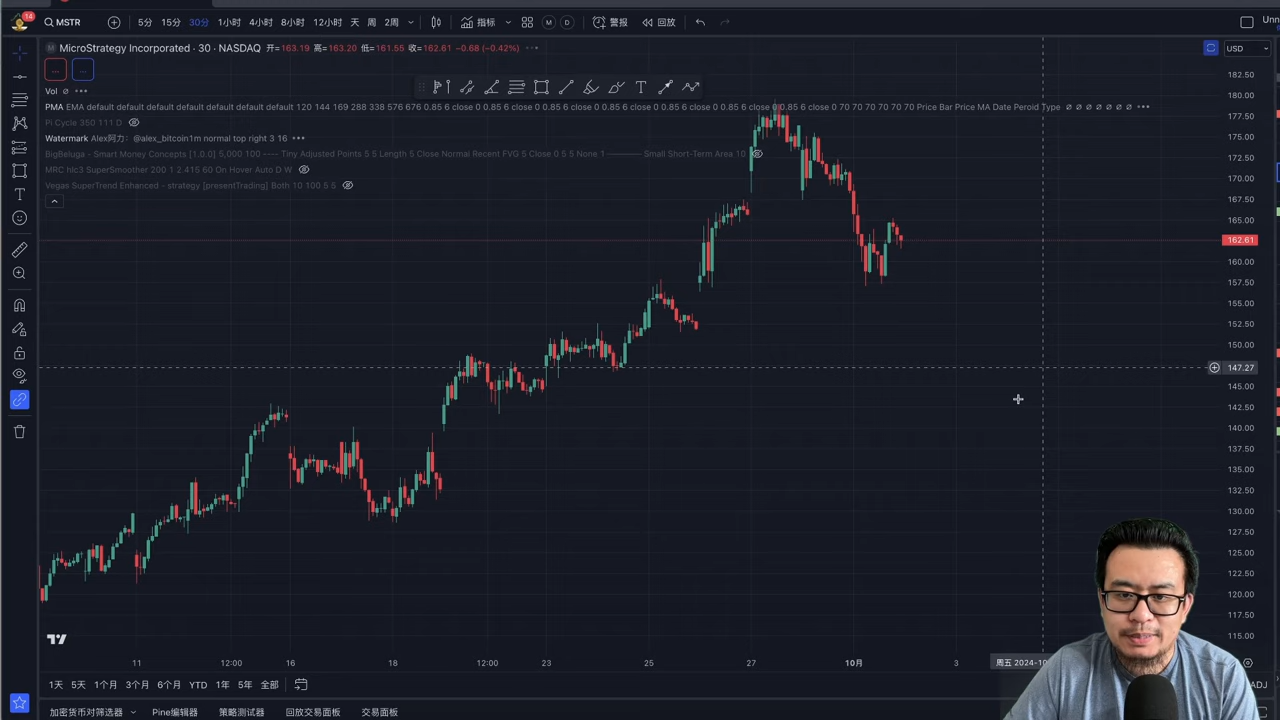 14 MSTR 5分 15分 30分 1小时 4小时 8小时 12小时 天 周 2周 指标 M D 警报 回放 Unn
M MicroStrategy Incorporated · 30 · NASDAQ 开=163.19 高=163.20 低=161.55 收=162.61 −0.68 (−0.42%) USD
Vol
PMA EMA default default default default default default default 120 144 169 288 338 576 676 0.85 6 close 0 0.85 6 close 0 0.85 6 close 0 0.85 6 close 0 0.85 6 close 0 0.85 6 close 0 0.85 6 close 0 70 70 70 70 70 70 70 Price Bar Price MA Date Peroid Type
Pi Cycle 350 111 D
Watermark Alex阿力: @alex_bitcoin1m normal top right 3 16
BigBeluga - Smart Money Concepts [1.0.0] 5,000 100 ---- Tiny Adjusted Points 5 5 Length 5 Close Normal Recent FVG 5 Close 0 5 5 None 1 ———— Small Short-Term Area 10
MRC hlc3 SuperSmoother 200 1 2.415 60 On Hover Auto D W
Vegas SuperTrend Enhanced - strategy [presentTrading] Both 10 100 5 5
182.50
180.00
177.50
175.00
172.50
170.00
167.50
165.00
162.61
160.00
157.50
155.00
152.50
150.00
147.27
145.00
142.50
140.00
137.50
135.00
132.50
130.00
127.50
125.00
122.50
120.00
117.50
115.00
11 12:00 16 18 12:00 23 25 27 10月 3 周五 2024-10
1天 5天 1个月 3个月 6个月 YTD 1年 5年 全部 ADJ
加密货币对筛选器 Pine编辑器 策略测试器 回放交易面板 交易面板